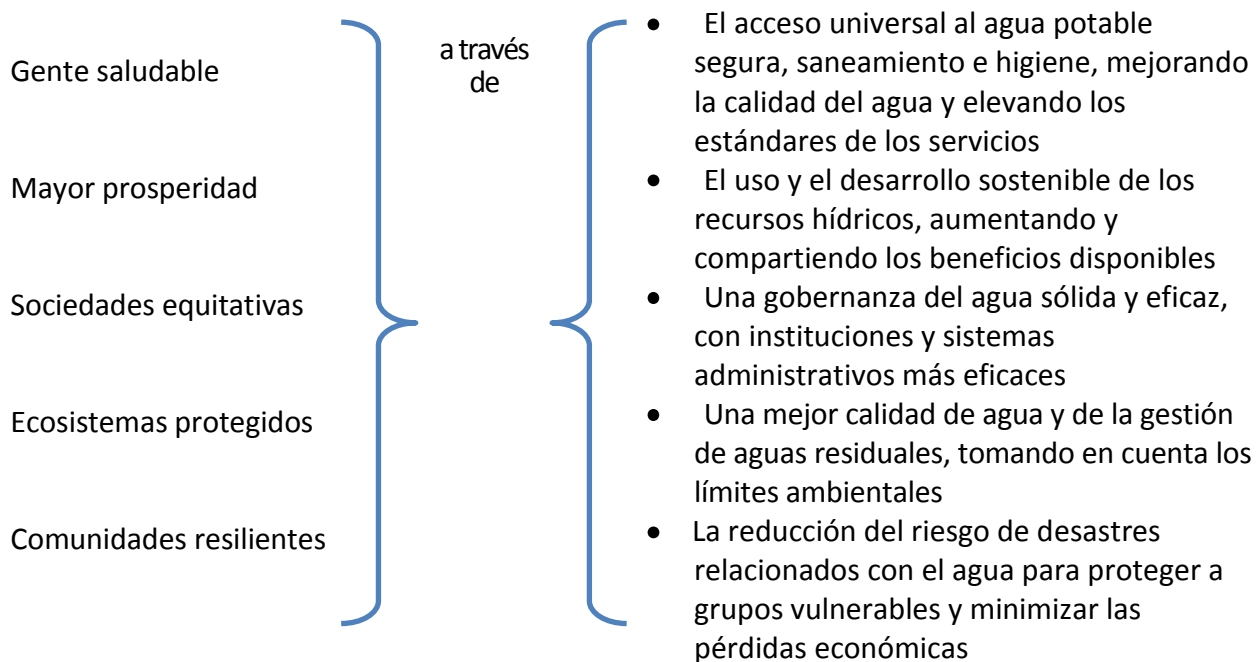 Gente saludable
Mayor prosperidad
Sociedades equitativas
Ecosistemas protegidos
Comunidades resilientes
a través
de
• El acceso universal al agua potable
segura, saneamiento e higiene, mejorando
la calidad del agua y elevando los
estándares de los servicios
• El uso y el desarrollo sostenible de los
recursos hídricos, aumentando y
compartiendo los beneficios disponibles
• Una gobernanza del agua sólida y eficaz,
con instituciones y sistemas
administrativos más eficaces
• Una mejor calidad de agua y de la gestión
de aguas residuales, tomando en cuenta los
límites ambientales
• La reducción del riesgo de desastres
relacionados con el agua para proteger a
grupos vulnerables y minimizar las
pérdidas económicas